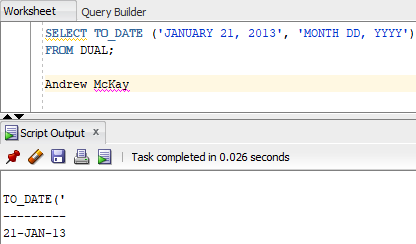 Worksheet Query Builder
SELECT TO_DATE ('JANUARY 21, 2013', 'MONTH DD, YYYY')
FROM DUAL;
Andrew McKay
Script Output x
Task completed in 0.026 seconds
TO_DATE('
---------
21-JAN-13